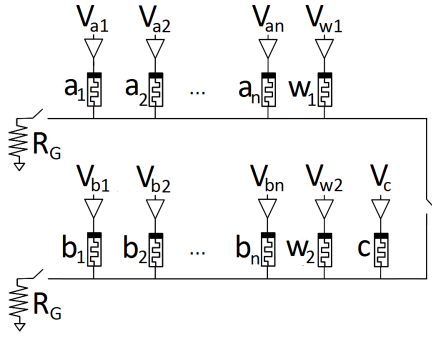 Va1 Va2 Van Vw1
a1 a2 ... an w1
RG
Vb1 Vb2 Vbn Vw2 Vc
b1 b2 ... bn w2 c
RG